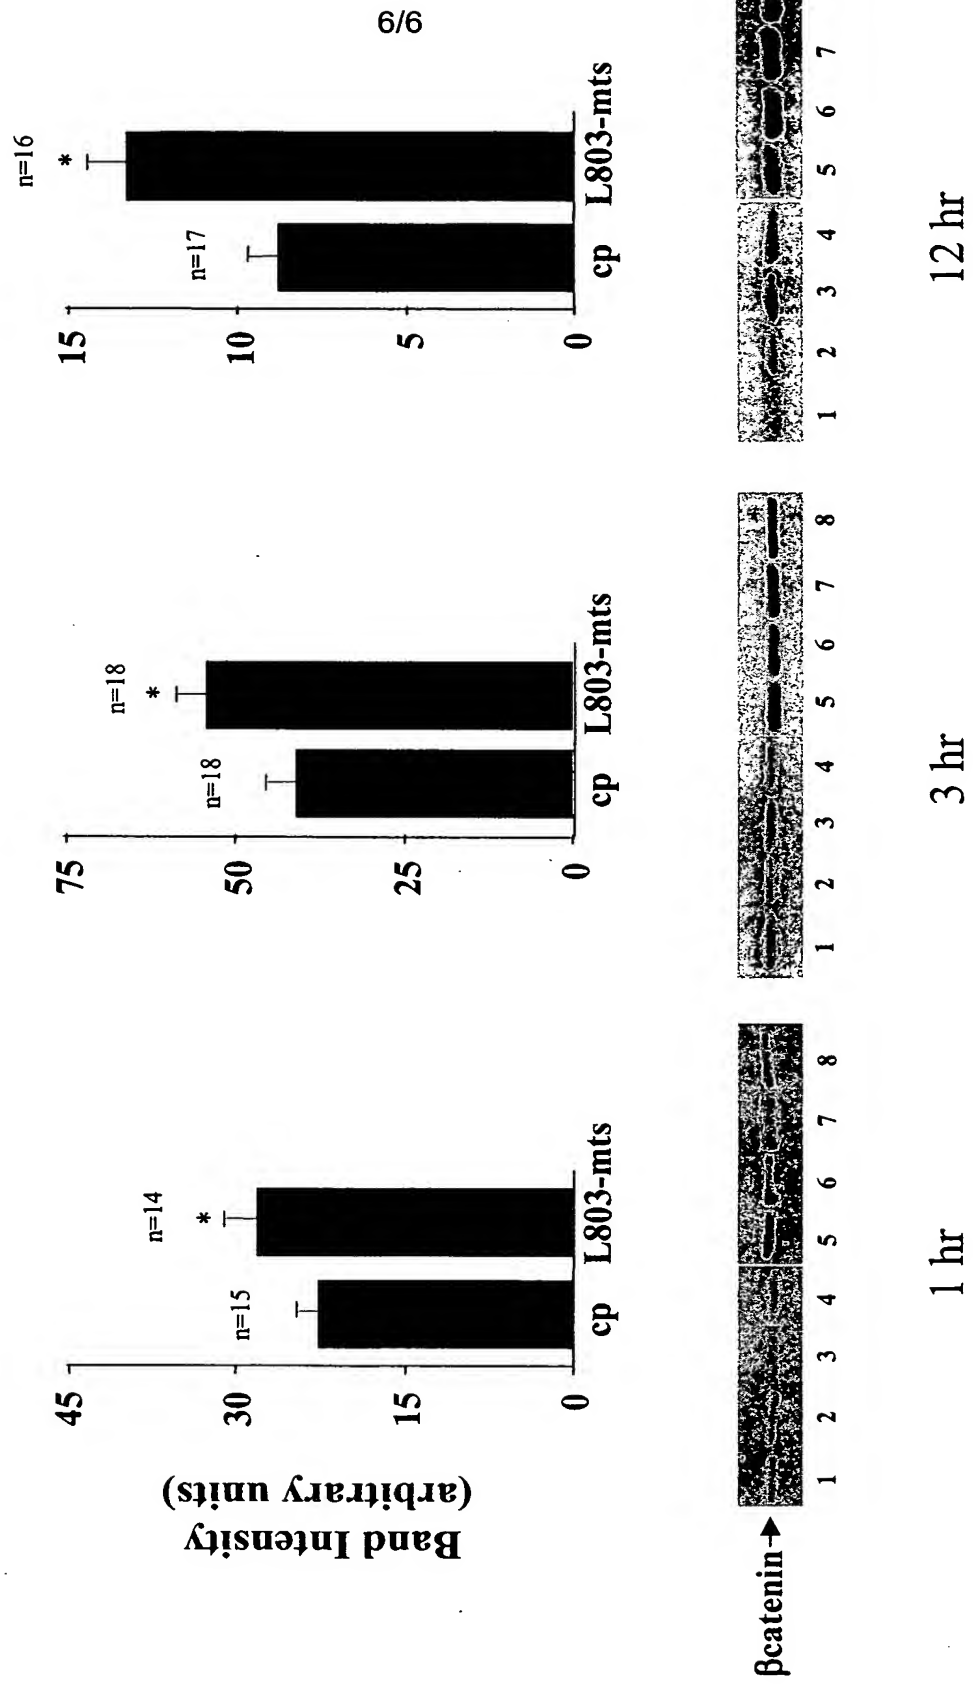 6/6
Band Intensity
(arbitrary units)
45
30
15
0
n=15
n=14
*
cp
L803-mts
75
50
25
0
n=18
n=18
*
cp
L803-mts
15
10
5
0
n=17
n=16
*
cp
L803-mts
βcatenin→
1 2 3 4 5 6 7 8
1 2 3 4 5 6 7 8
1 2 3 4 5 6 7
1 hr
3 hr
12 hr